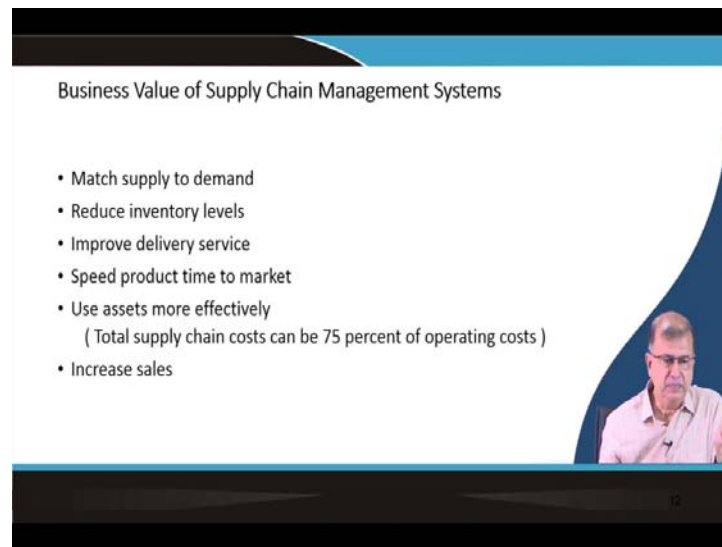 Business Value of Supply Chain Management Systems
• Match supply to demand
• Reduce inventory levels
• Improve delivery service
• Speed product time to market
• Use assets more effectively
( Total supply chain costs can be 75 percent of operating costs )
• Increase sales
12